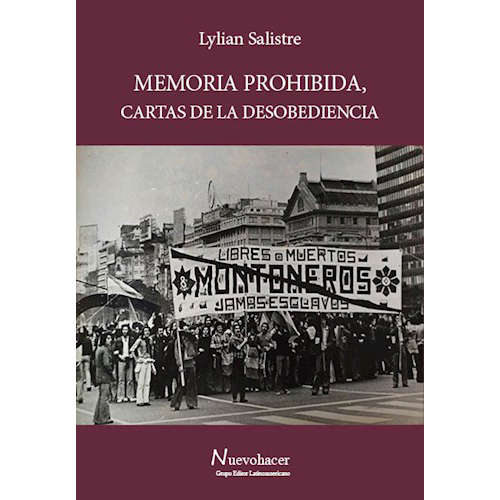 Lylian Salistre
MEMORIA PROHIBIDA,
CARTAS DE LA DESOBEDIENCIA
LIBRES O MUERTOS
MONTONEROS
JAMAS ESCLAVOS
Nuevohacer
Grupo Editor Latinoamericano